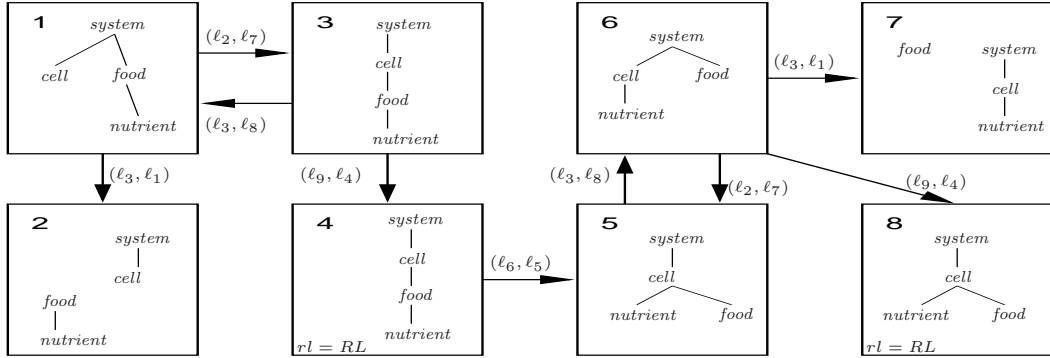 1
system
cell
food
nutrient
(ℓ2, ℓ7)
(ℓ3, ℓ8)
3
system
cell
food
nutrient
6
system
cell
food
nutrient
(ℓ3, ℓ1)
7
food
system
cell
nutrient
(ℓ3, ℓ1)
(ℓ9, ℓ4)
(ℓ3, ℓ8)
(ℓ2, ℓ7)
(ℓ9, ℓ4)
2
system
cell
food
nutrient
4
system
cell
food
nutrient
rl = RL
(ℓ6, ℓ5)
5
system
cell
nutrient
food
8
system
cell
nutrient
food
rl = RL